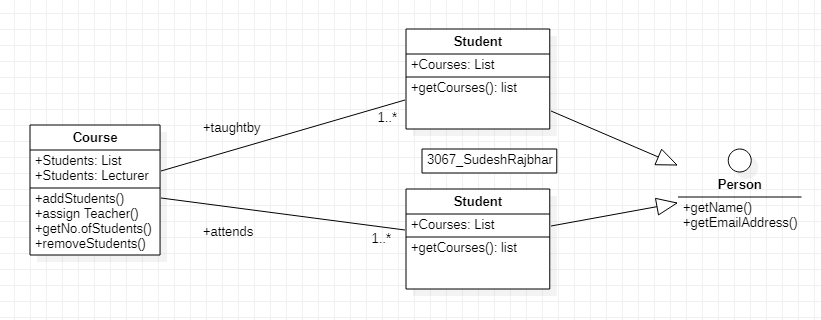 Course
+Students: List
+Students: Lecturer
+addStudents()
+assign Teacher()
+getNo.ofStudents()
+removeStudents()
+taughtby
1..*
+attends
1..*
Student
+Courses: List
+getCourses(): list
3067_SudeshRajbhar
Student
+Courses: List
+getCourses(): list
Person
+getName()
+getEmailAddress()